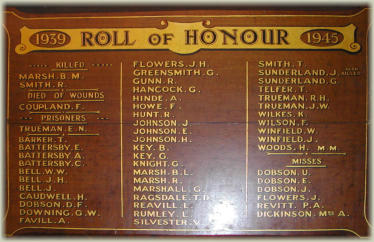 1939 ROLL OF HONOUR 1945
KILLED
MARSH. B. M.
SMITH. R.
DIED OF WOUNDS
COUPLAND. F.
PRISONERS
TRUEMAN. E. N.
BARKER. T.
BATTERSBY. E.
BATTERSBY. A.
BATTERSBY. C.
BELL. W. W.
BELL. J. H.
BELL. J.
CAUDWELL. H.
DOBSON. D. F.
DOWNING. G. W.
FAVILL. A.
FLOWERS. J. H.
GREENSMITH. G.
GUNN. R.
HANCOCK. G.
HINDE. A.
HOWE. F.
HUNT. R.
JOHNSON. J.
JOHNSON. E.
JOHNSON. H.
KEY. B.
KEY. G.
KNIGHT. G.
MARSH. B. L.
MARSH. R.
MARSHALL. G.
RAGSDALE. T. D.
REAVILL. E.
RUMLEY. L.
SILVESTER. V.
SMITH. T.
SUNDERLAND. J. ALSO KILLED
SUNDERLAND. G.
TELFER. T.
TRUEMAN. R. H.
TRUEMAN. J. W.
WILKES. K.
WILSON. F.
WINFIELD. W.
WINFIELD. J.
WOODS. H. M. M.
MISSES
DOBSON. U.
DOBSON. E.
DOBSON. J.
FLOWERS. J.
REVITT. P. A.
DICKINSON. MRS A.